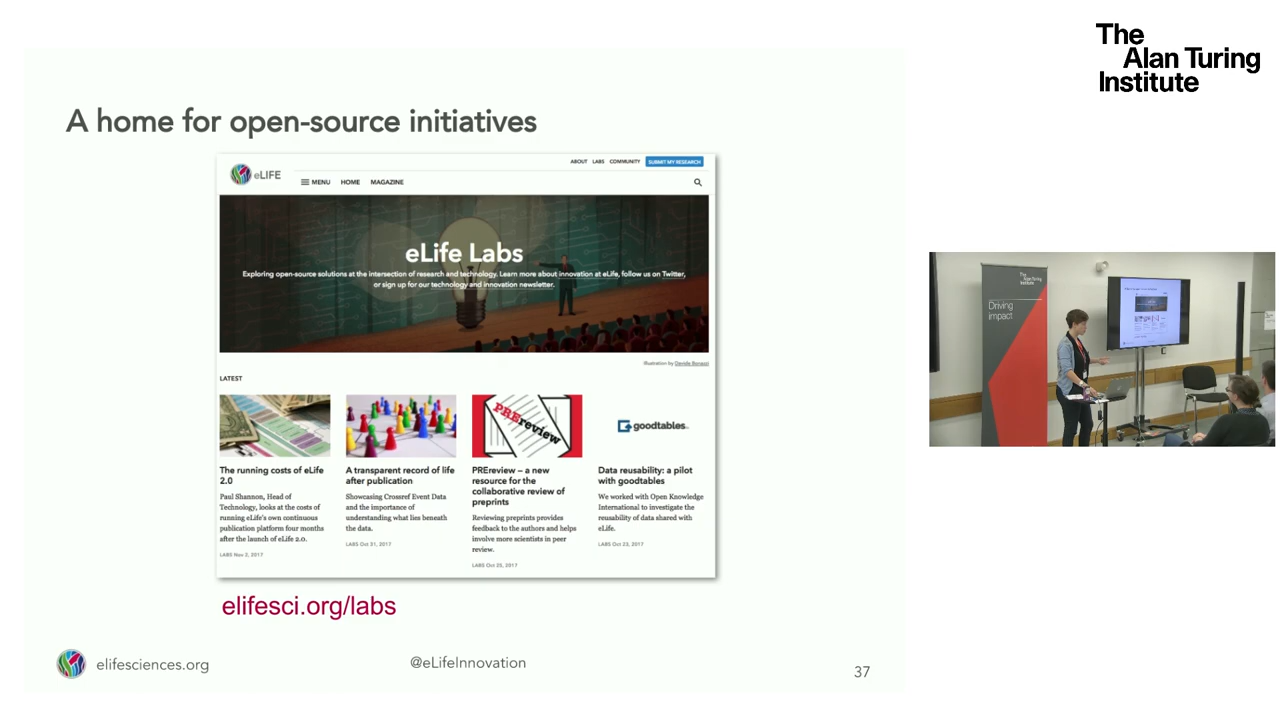 The
Alan Turing
Institute
A home for open-source initiatives
ABOUT LABS COMMUNITY SUBMIT MY RESEARCH
eLIFE
MENU HOME MAGAZINE
eLife Labs
Exploring open-source solutions at the intersection of research and technology. Learn more about innovation at eLife, follow us on Twitter,
or sign up for our technology and innovation newsletter.
Illustration by Davide Bonazzi
LATEST
PREreview
goodtables
The running costs of eLife
2.0
Paul Shannon, Head of
Technology, looks at the costs of
running eLife's own continuous
publication platform four months
after the launch of eLife 2.0.
LABS Nov 2, 2017
A transparent record of life
after publication
Showcasing Crossref Event Data
and the importance of
understanding what lies beneath
the data.
LABS Oct 31, 2017
PREreview – a new
resource for the
collaborative review of
preprints
Reviewing preprints provides
feedback to the authors and helps
involve more scientists in peer
review.
LABS Oct 25, 2017
Data reusability: a pilot
with goodtables
We worked with Open Knowledge
International to investigate the
reusability of data shared with
eLife.
LABS Oct 23, 2017
elifesci.org/labs
elifesciences.org
@eLifeInnovation
37
The
Alan Turing
Institute
Driving
impact